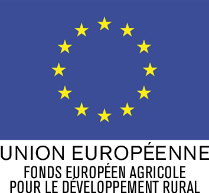 UNION EUROPÉENNE
FONDS EUROPÉEN AGRICOLE
POUR LE DÉVELOPPEMENT RURAL